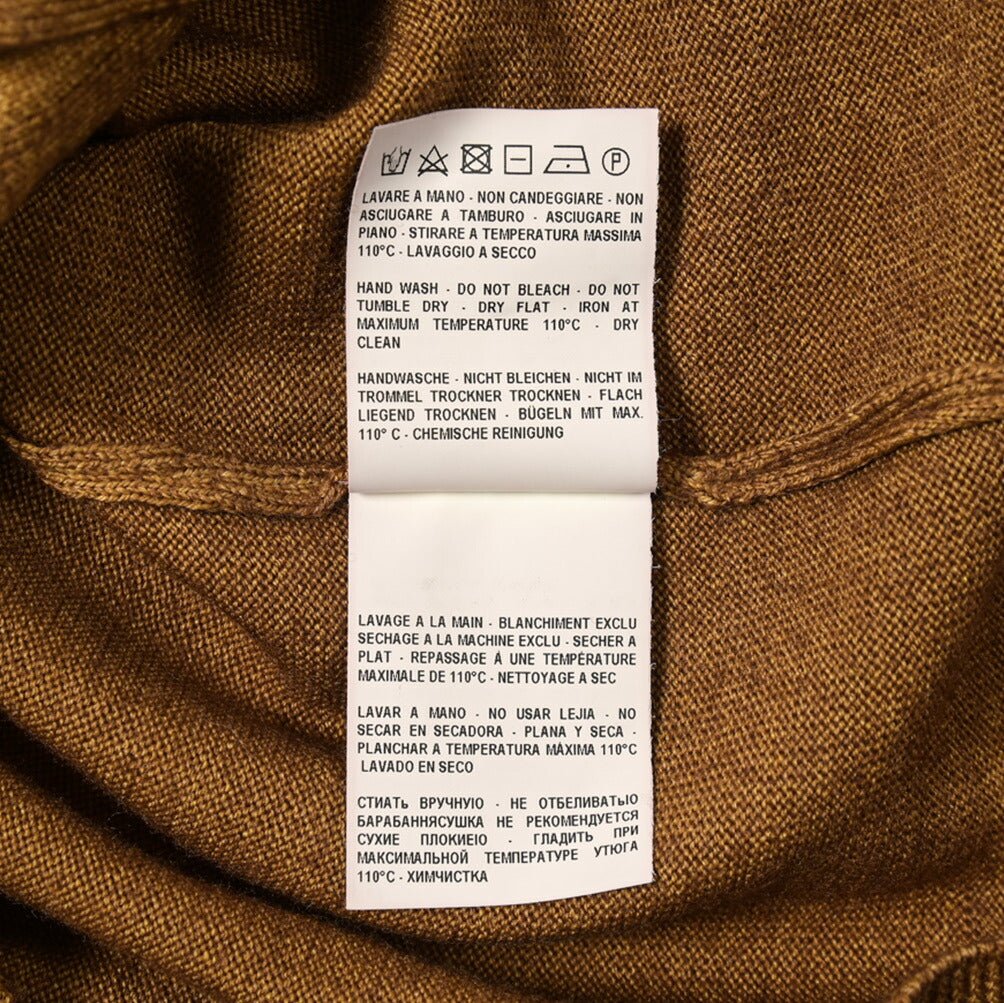 P
LAVARE A MANO - NON CANDEGGIARE - NON
ASCIUGARE A TAMBURO - ASCIUGARE IN
PIANO - STIRARE A TEMPERATURA MASSIMA
110°C - LAVAGGIO A SECCO
HAND WASH - DO NOT BLEACH - DO NOT
TUMBLE DRY - DRY FLAT - IRON AT
MAXIMUM TEMPERATURE 110°C - DRY
CLEAN
HANDWASCHE - NICHT BLEICHEN - NICHT IM
TROMMEL TROCKNER TROCKNEN - FLACH
LIEGEND TROCKNEN - BÜGELN MIT MAX.
110° C - CHEMISCHE REINIGUNG
LAVAGE A LA MAIN - BLANCHIMENT EXCLU
SECHAGE A LA MACHINE EXCLU - SECHER A
PLAT - REPASSAGE Á UNE TEMPÉRATURE
MAXIMALE DE 110°C - NETTOYAGE A SEC
LAVAR A MANO - NO USAR LEJIA - NO
SECAR EN SECADORA - PLANA Y SECA -
PLANCHAR A TEMPERATURA MÁXIMA 110°C
LAVADO EN SECO
СТИАТЬ ВРУЧНУЮ - НЕ ОТБЕЛИВАТЬЮ
БАРАБАННЯСУШКА НЕ РЕКОМЕНДУЕТСЯ
СУХИЕ ПЛОКИЕІО - ГЛАДИТЬ ПРИ
МАКСИМАЛЬНОЙ ТЕМПЕРАТУРЕ УТЮГА
110°C - ХИМЧИСТКА